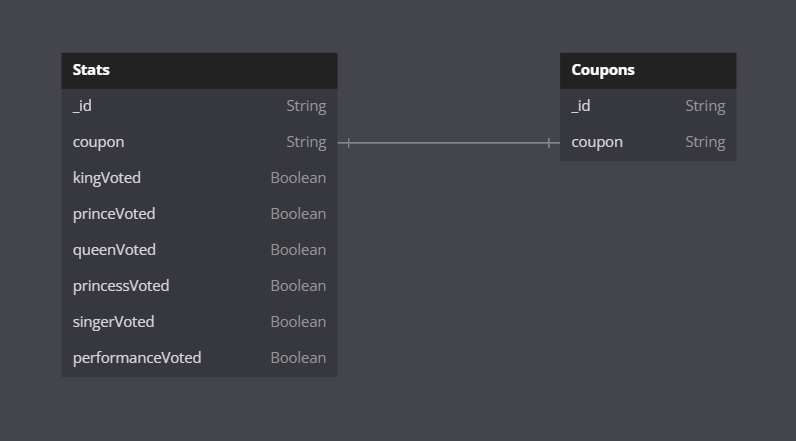 Stats
_id String
coupon String
kingVoted Boolean
princeVoted Boolean
queenVoted Boolean
princessVoted Boolean
singerVoted Boolean
performanceVoted Boolean
Coupons
_id String
coupon String